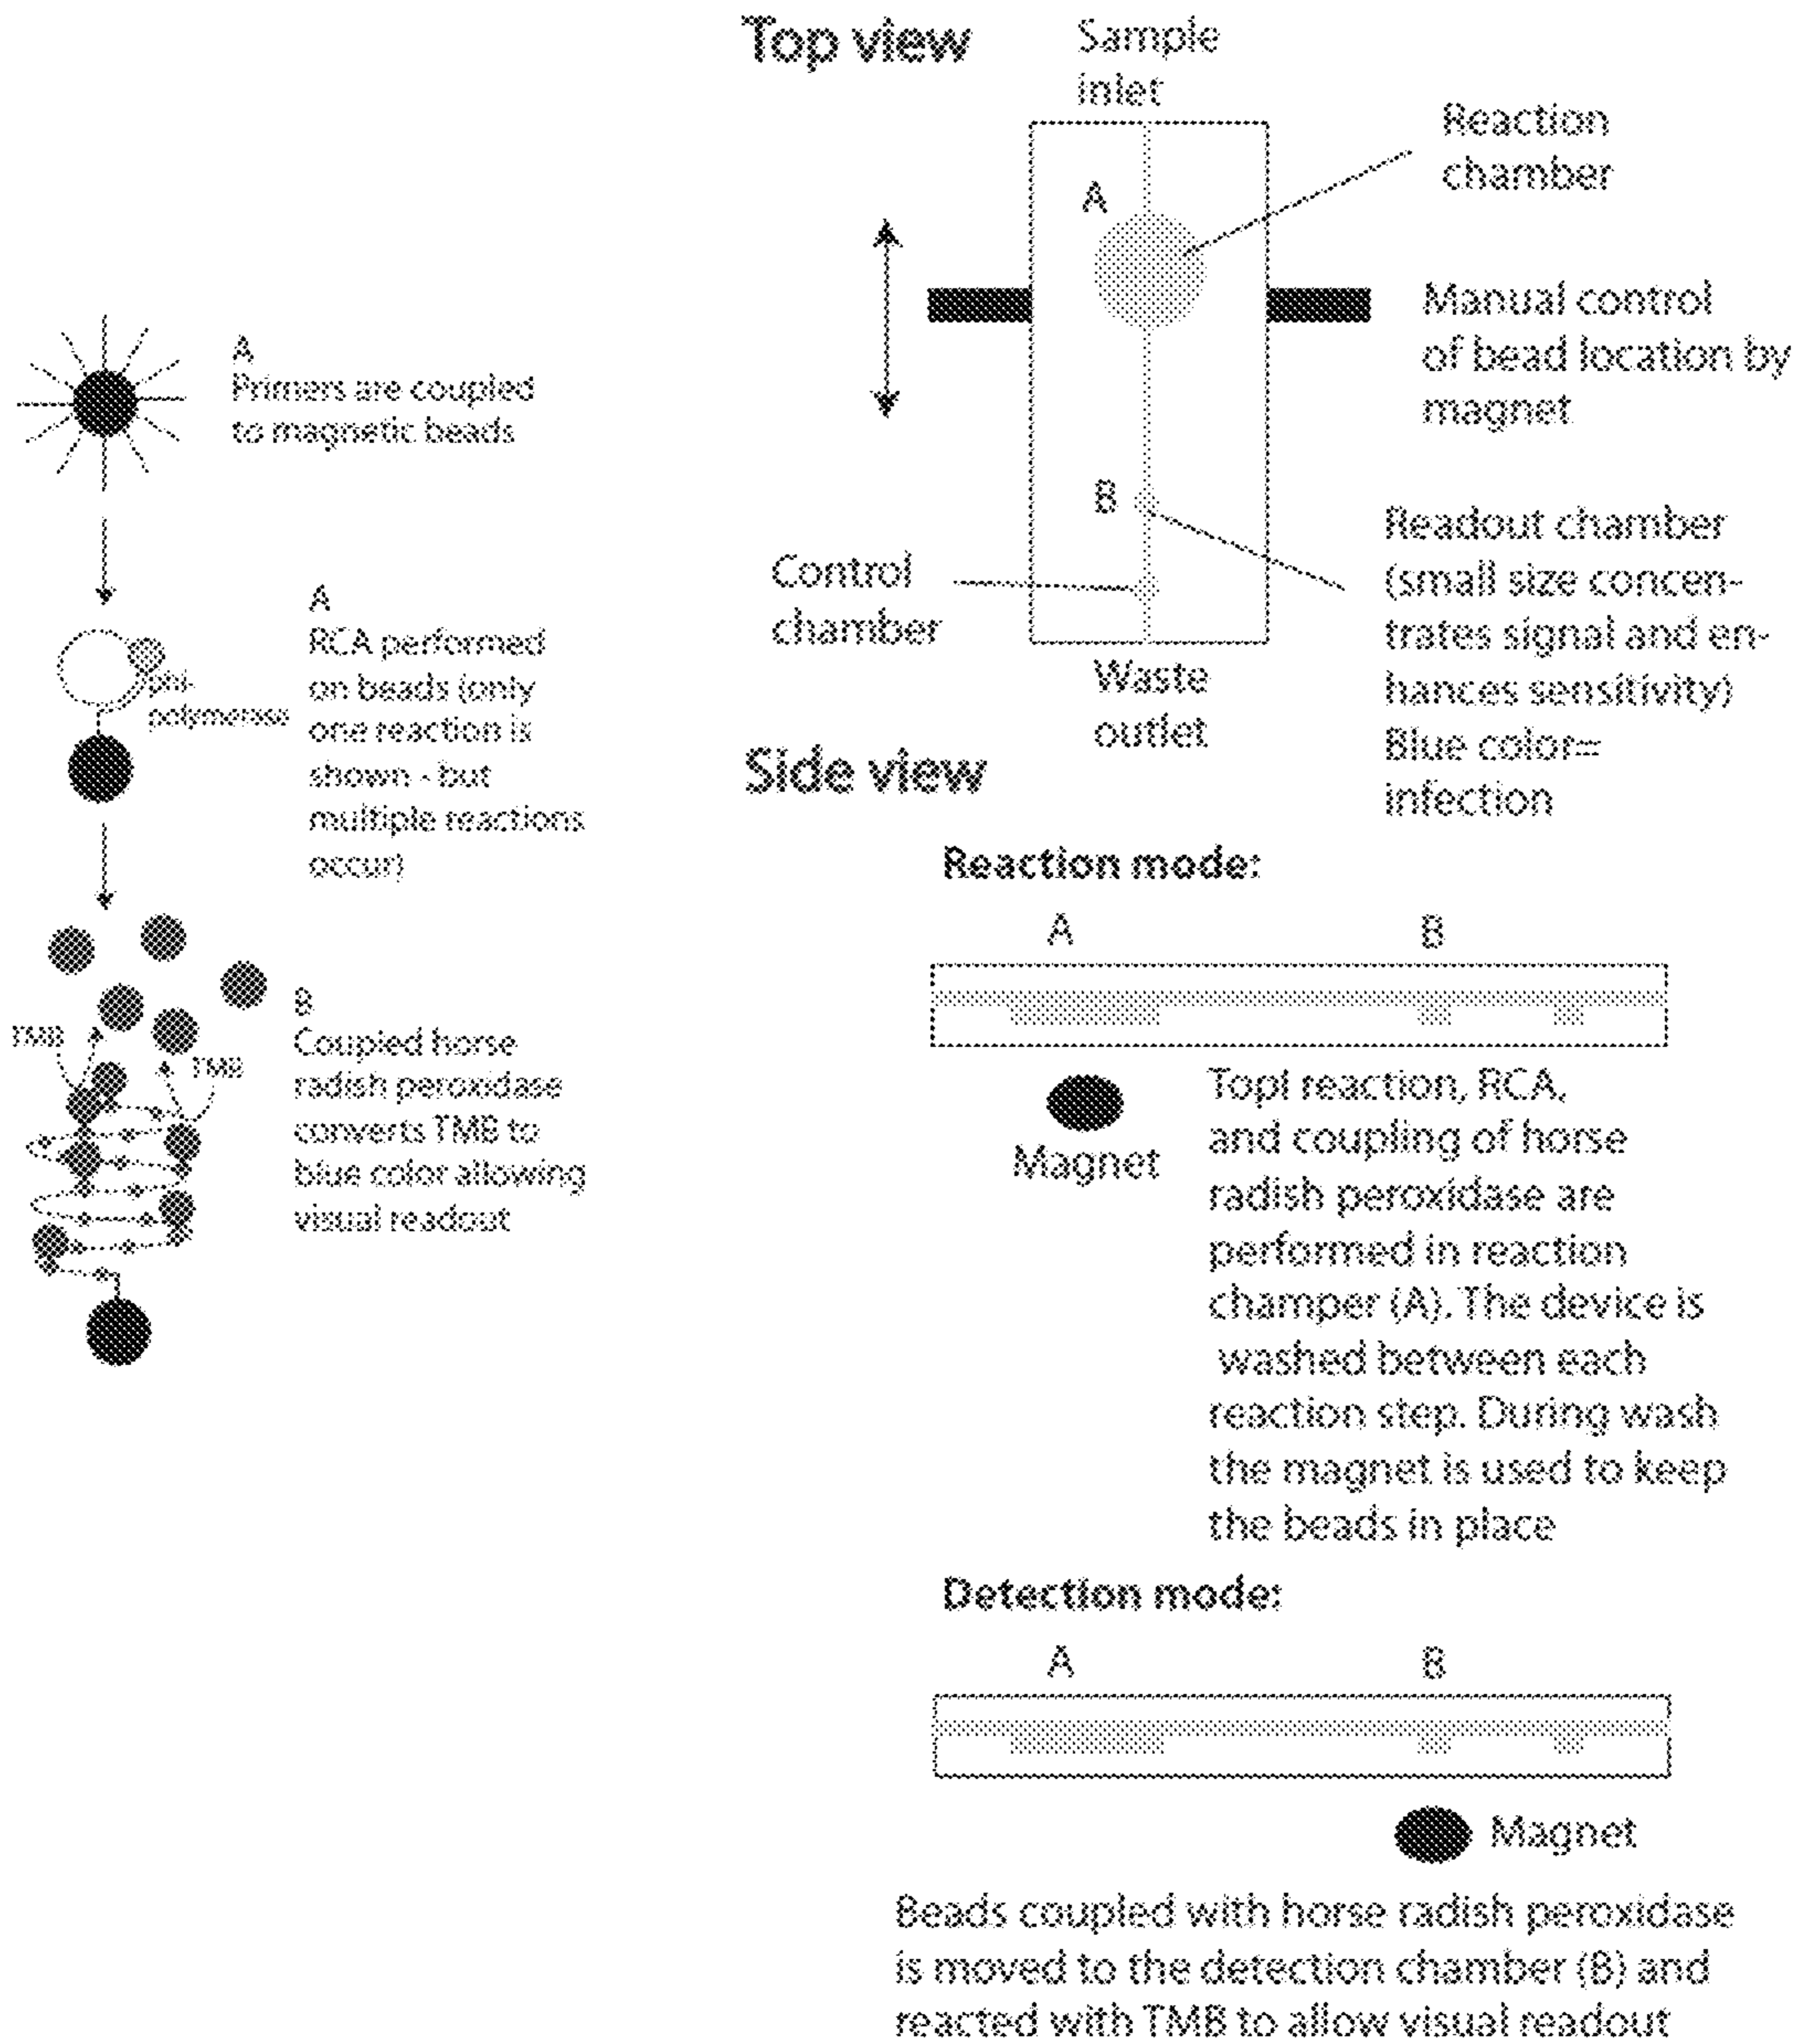 A
Primers are coupled
to magnetic beads
A
RCA performed
on beads (only
one reaction is
shown - but
multiple reactions
occur)
phi-
polymerase
TMB
TMB
B
Coupled horse
radish peroxidase
converts TMB to
blue color allowing
visual readout
Top view
Sample
inlet
Reaction
chamber
A
Manual control
of bead location by
magnet
B
Readout chamber
(small size concen-
trates signal and en-
hances sensitivity)
Blue color=
infection
Control
chamber
Waste
outlet
Side view
Reaction mode:
A
B
Magnet
TopI reaction, RCA,
and coupling of horse
radish peroxidase are
performed in reaction
champer (A). The device is
washed between each
reaction step. During wash
the magnet is used to keep
the beads in place
Detection mode:
A
B
Magnet
Beads coupled with horse radish peroxidase
is moved to the detection chamber (B) and
reacted with TMB to allow visual readout